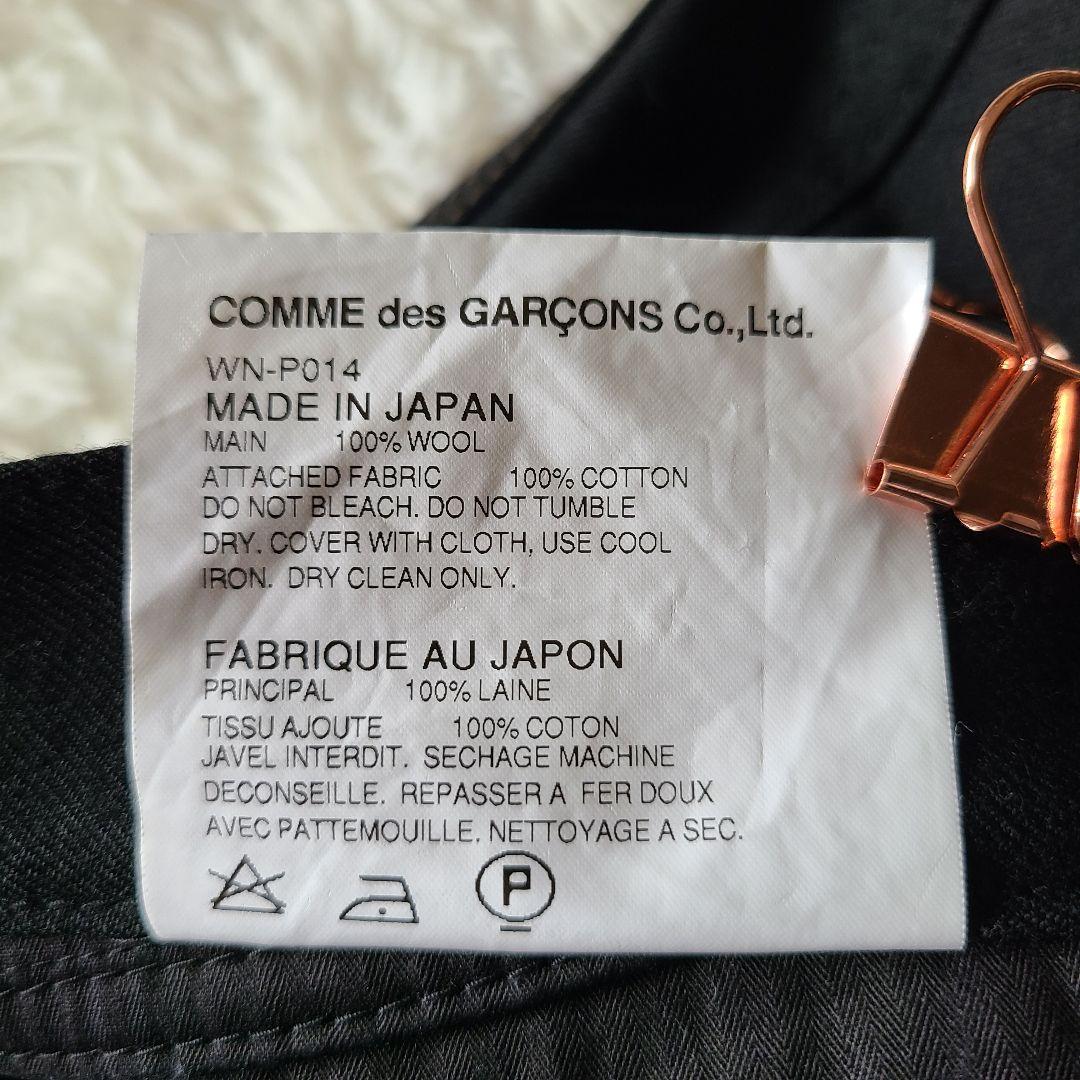 COMME des GARÇONS Co.,Ltd.
WN-P014
MADE IN JAPAN
MAIN 100% WOOL
ATTACHED FABRIC 100% COTTON
DO NOT BLEACH. DO NOT TUMBLE
DRY. COVER WITH CLOTH, USE COOL
IRON. DRY CLEAN ONLY.
FABRIQUE AU JAPON
PRINCIPAL 100% LAINE
TISSU AJOUTE 100% COTON
JAVEL INTERDIT. SECHAGE MACHINE
DECONSEILLE. REPASSER A FER DOUX
AVEC PATTEMOUILLE. NETTOYAGE A SEC.
P